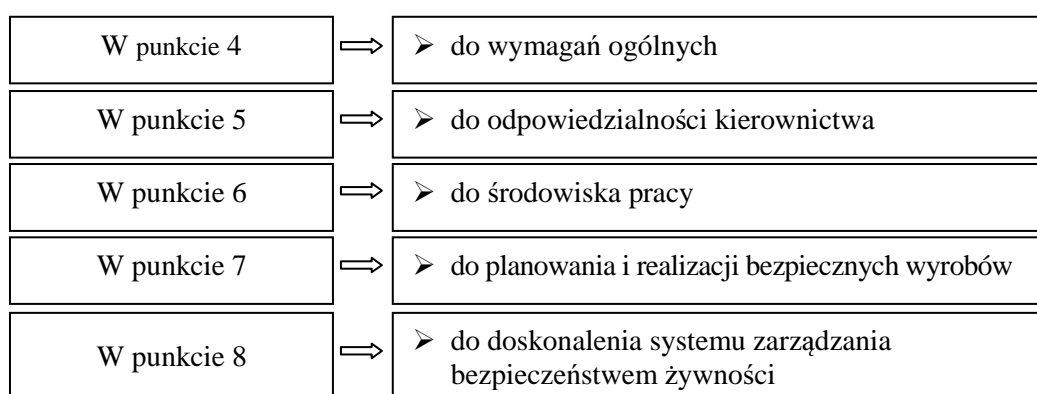 W punkcie 4
➢ do wymagań ogólnych
W punkcie 5
➢ do odpowiedzialności kierownictwa
W punkcie 6
➢ do środowiska pracy
W punkcie 7
➢ do planowania i realizacji bezpiecznych wyrobów
W punkcie 8
➢ do doskonalenia systemu zarządzania
bezpieczeństwem żywności